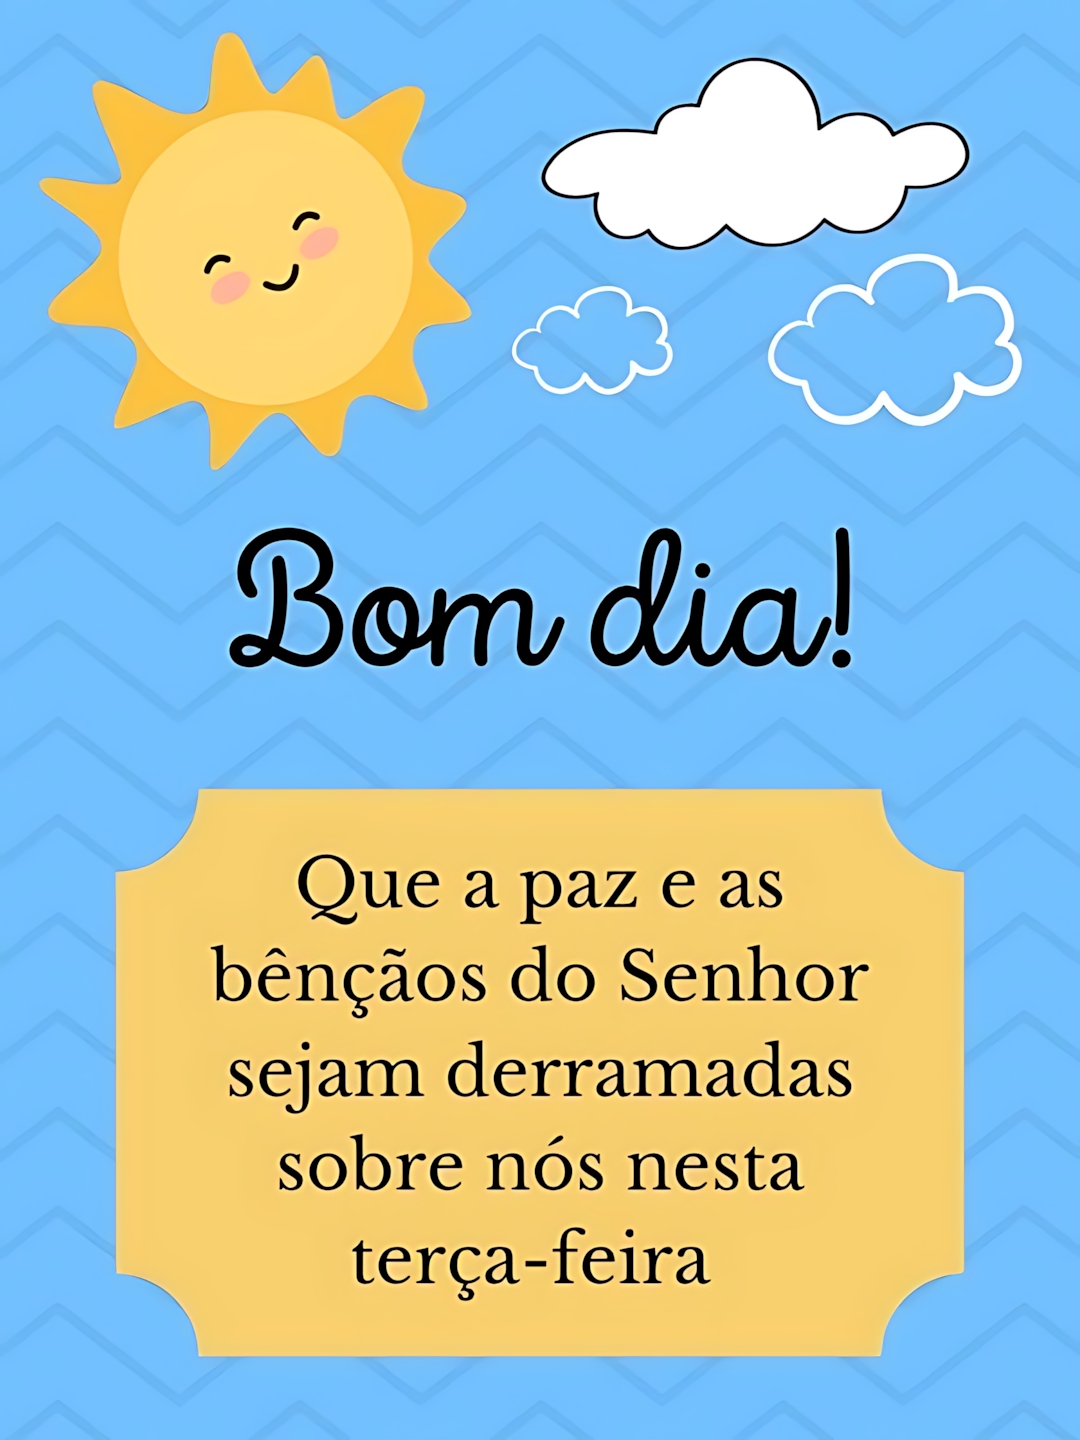 Bom dia!
Que a paz e as
bênçãos do Senhor
sejam derramadas
sobre nós nesta
terça-feira